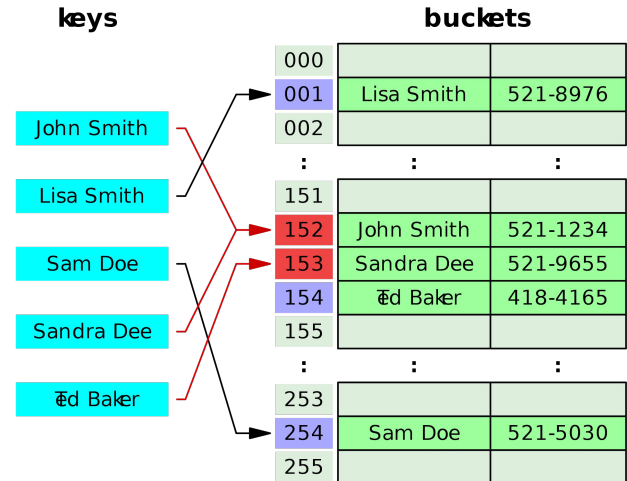 keys
buckets
John Smith
Lisa Smith
Sam Doe
Sandra Dee
Ted Baker
000
001 Lisa Smith 521-8976
002
: : :
151
152 John Smith 521-1234
153 Sandra Dee 521-9655
154 Ted Baker 418-4165
155
: : :
253
254 Sam Doe 521-5030
255